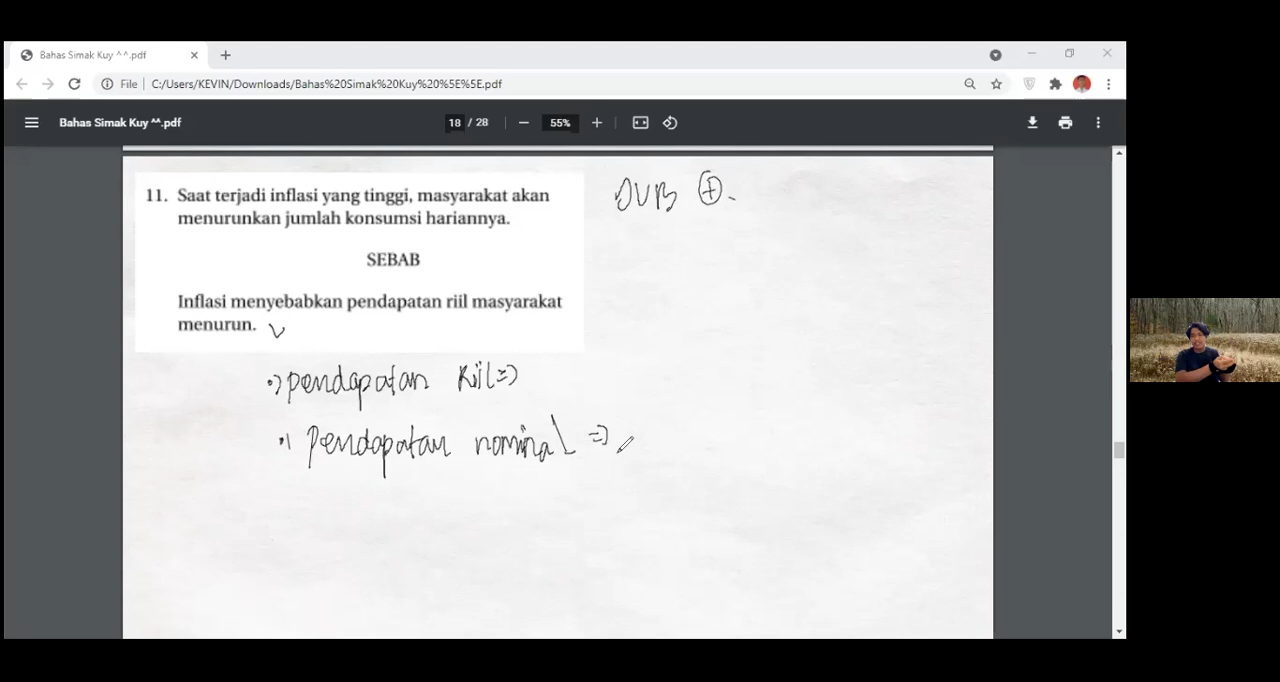 Bahas Simak Kuy ^^.pdf
File
C:/Users/KEVIN/Downloads/Bahas%20Simak%20Kuy%20%5E%5E.pdf
Bahas Simak Kuy ^^.pdf
18 / 28
55%
11. Saat terjadi inflasi yang tinggi, masyarakat akan
menurunkan jumlah konsumsi hariannya.
SEBAB
Inflasi menyebabkan pendapatan riil masyarakat
menurun.
JUB +
pendapatan Riil =>
pendapatan nominal =>